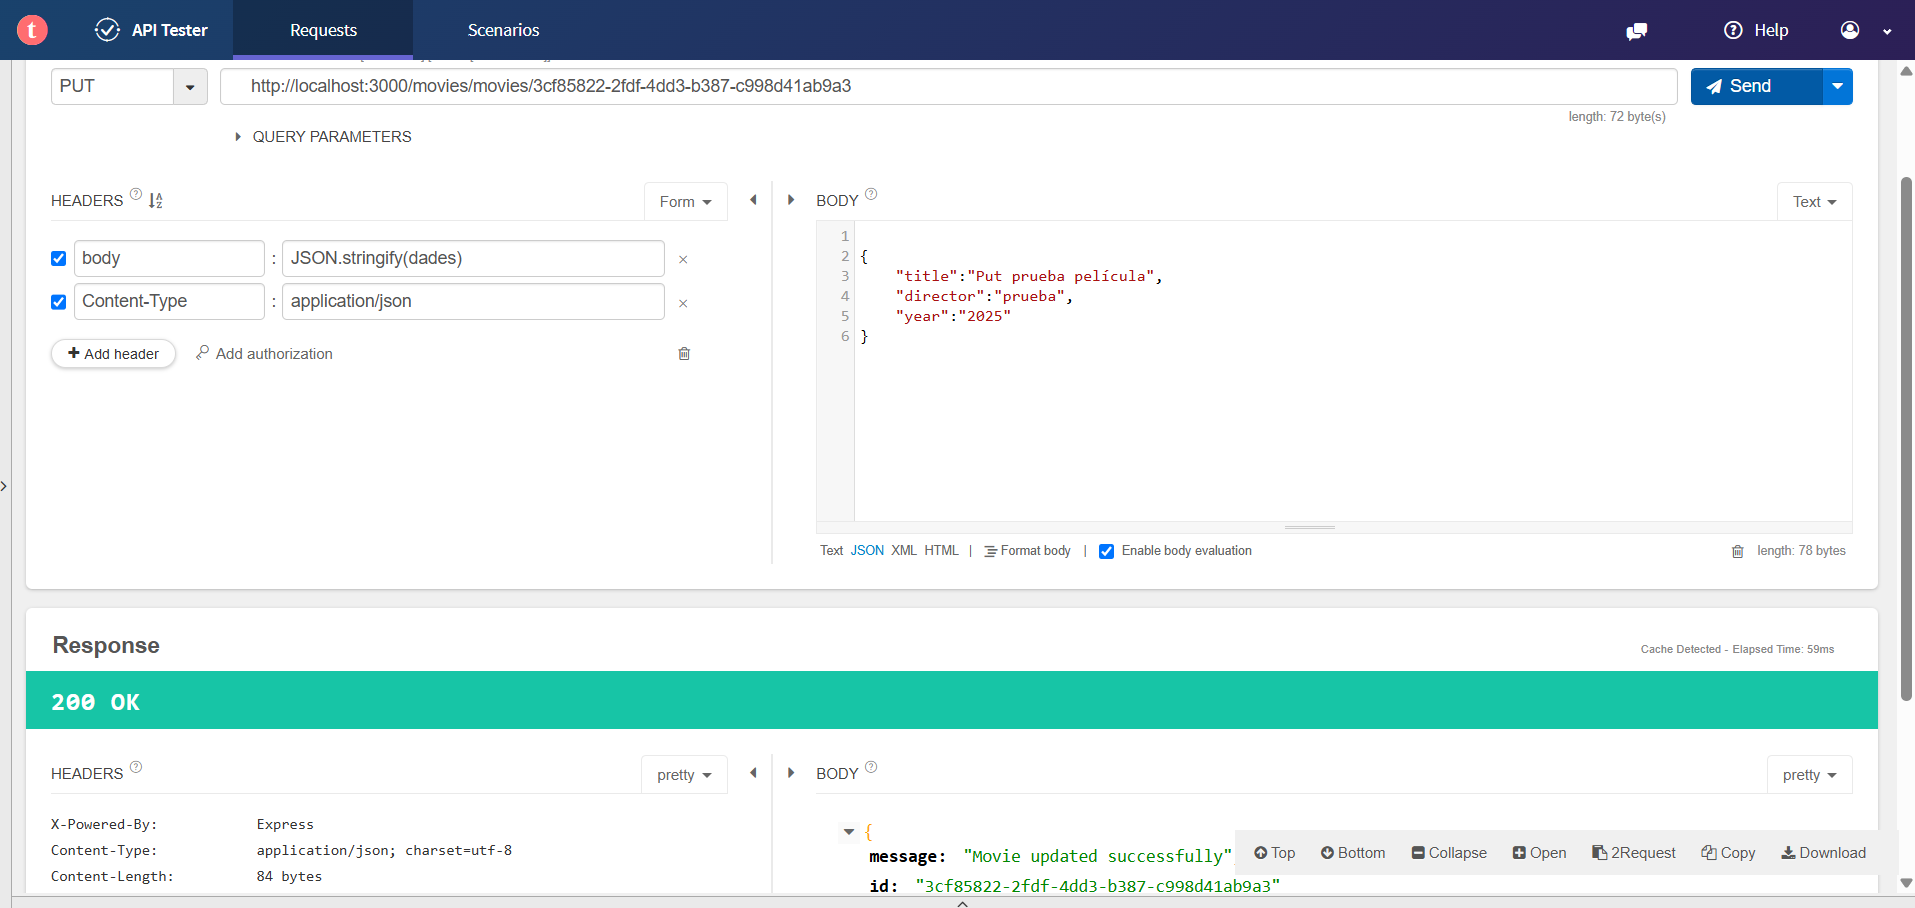 t API Tester Requests Scenarios Help
PUT http://localhost:3000/movies/movies/3cf85822-2fdf-4dd3-b387-c998d41ab9a3 Send
length: 72 byte(s)
QUERY PARAMETERS
HEADERS ? Form
body : JSON.stringify(dades) ×
Content-Type : application/json ×
Add header Add authorization
BODY ? Text
1
2 {
3 "title":"Put prueba película",
4 "director":"prueba",
5 "year":"2025"
6 }
Text JSON XML HTML | Format body | Enable body evaluation length: 78 bytes
Response
Cache Detected - Elapsed Time: 59ms
200 OK
HEADERS ? pretty
X-Powered-By: Express
Content-Type: application/json; charset=utf-8
Content-Length: 84 bytes
BODY ? pretty
{
message: "Movie updated successfully"
id: "3cf85822-2fdf-4dd3-b387-c998d41ab9a3"
Top Bottom Collapse Open 2Request Copy Download